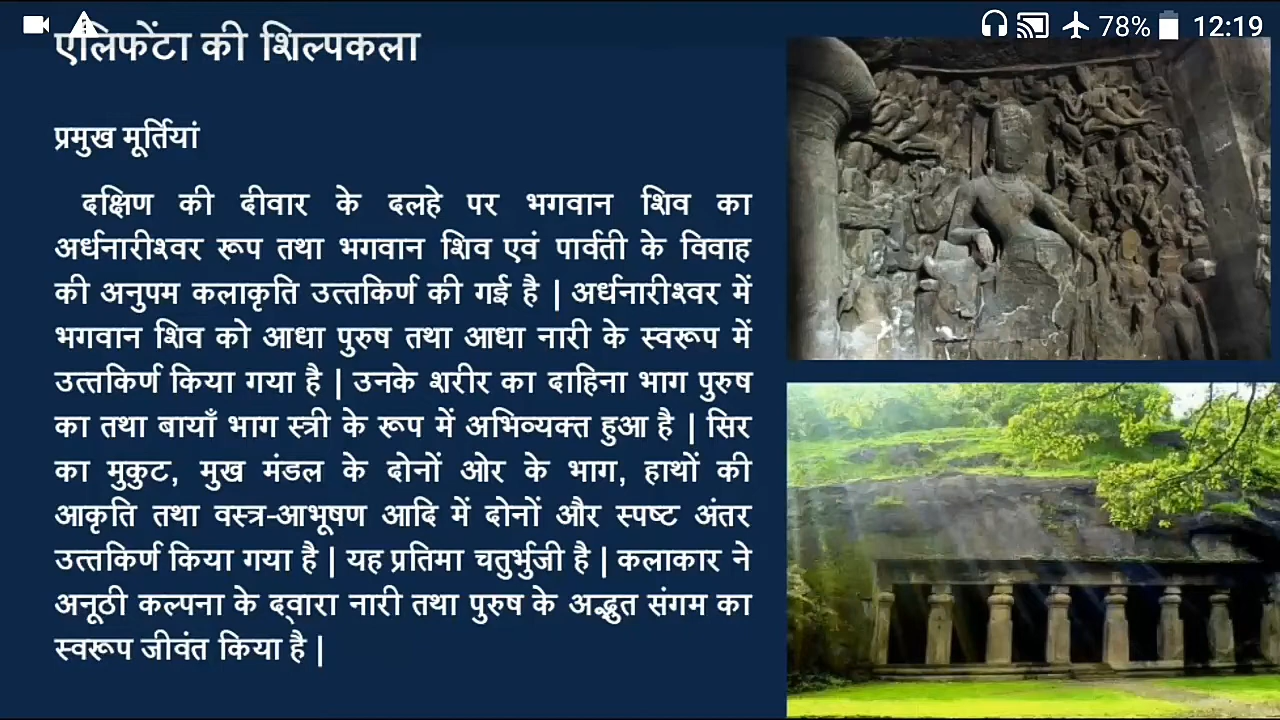 78% 12:19
एलिफेंटा की शिल्पकला
प्रमुख मूर्तियां
दक्षिण की दीवार के दलहे पर भगवान शिव का
अर्धनारीश्वर रूप तथा भगवान शिव एवं पार्वती के विवाह
की अनुपम कलाकृति उत्तकिर्ण की गई है | अर्धनारीश्वर में
भगवान शिव को आधा पुरुष तथा आधा नारी के स्वरूप में
उत्तकिर्ण किया गया है | उनके शरीर का दाहिना भाग पुरुष
का तथा बायाँ भाग स्त्री के रूप में अभिव्यक्त हुआ है | सिर
का मुकुट, मुख मंडल के दोनों ओर के भाग, हाथों की
आकृति तथा वस्त्र-आभूषण आदि में दोनों और स्पष्ट अंतर
उत्तकिर्ण किया गया है | यह प्रतिमा चतुर्भुजी है | कलाकार ने
अनूठी कल्पना के द्वारा नारी तथा पुरुष के अद्भुत संगम का
स्वरूप जीवंत किया है |